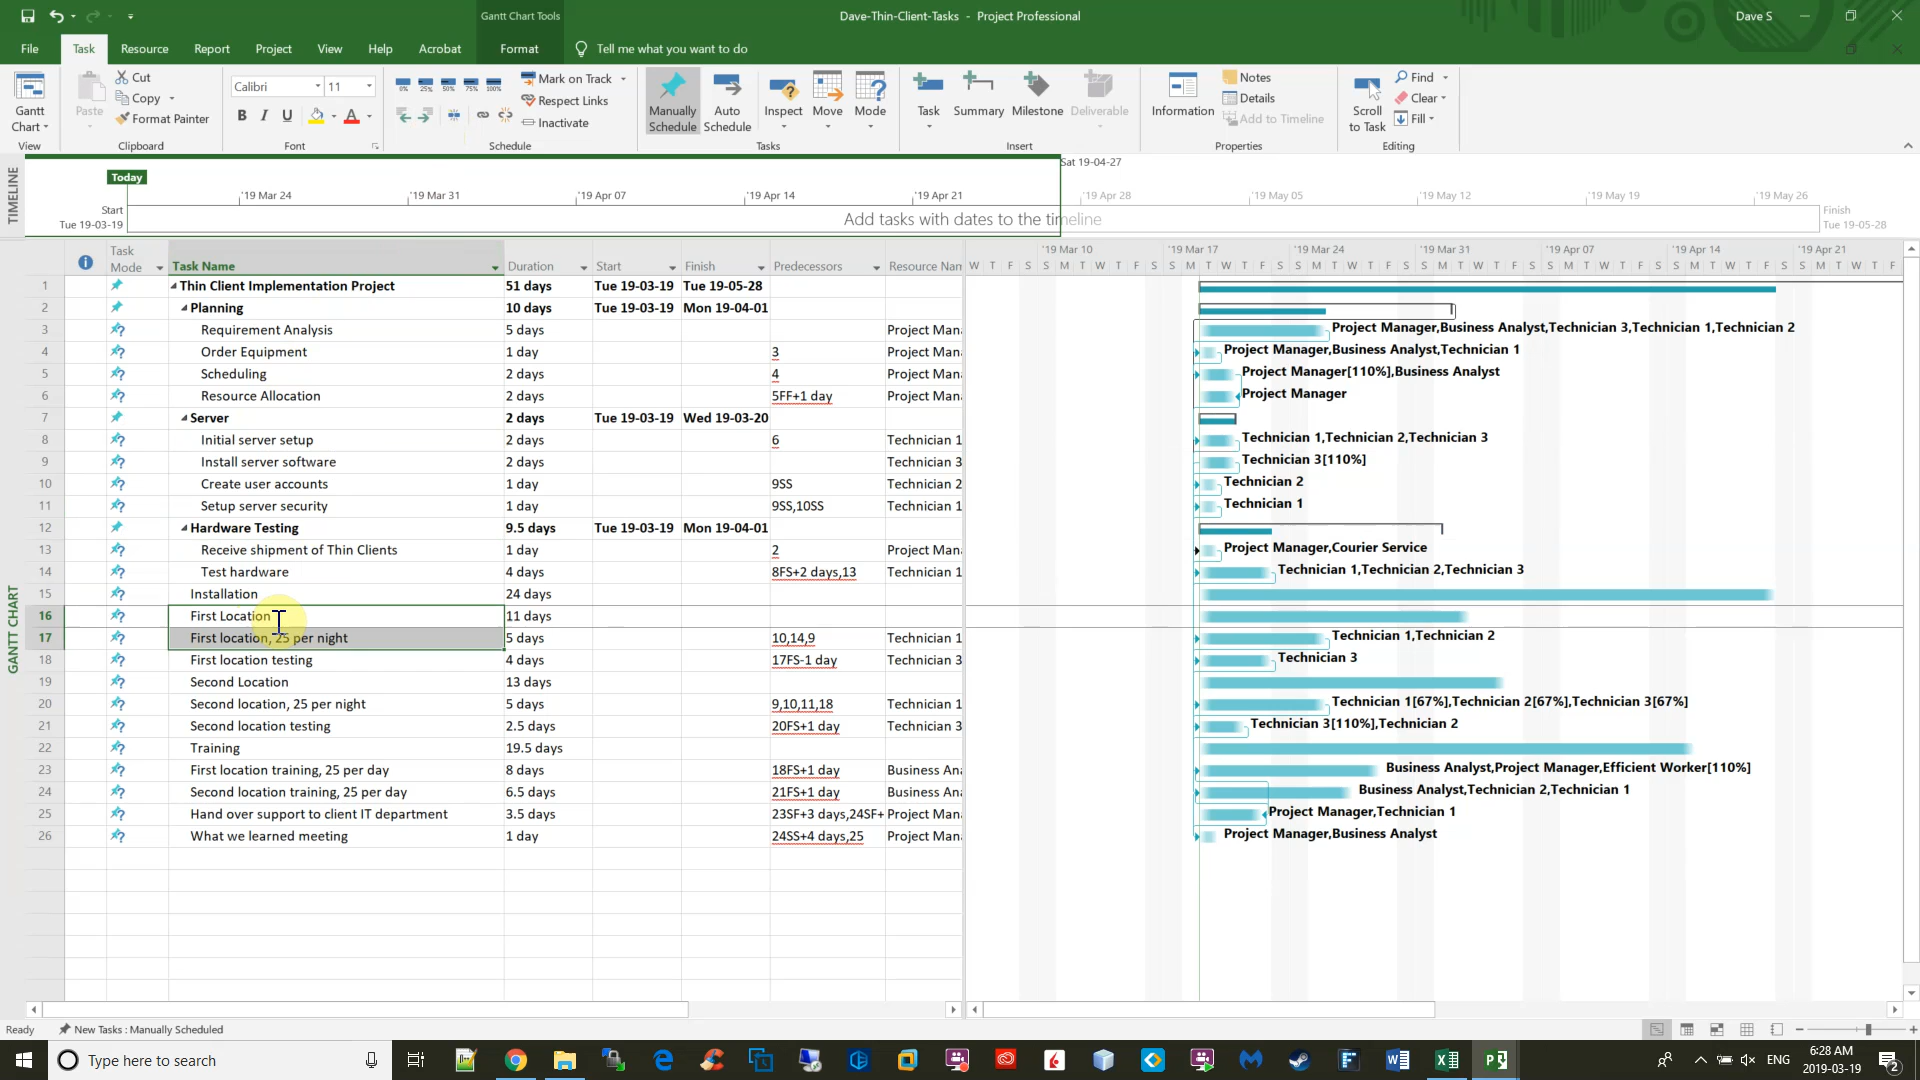 Gantt Chart Tools
Dave-Thin-Client-Tasks - Project Professional
Dave S
File Task Resource Report Project View Help Acrobat Format Tell me what you want to do
Gantt Chart
View
Paste
Cut
Copy
Format Painter
Clipboard
Calibri 11
B I U A
Font
0% 25% 50% 75% 100%
Mark on Track
Respect Links
Inactivate
Schedule
Manually Schedule
Auto Schedule
Inspect
Move
Mode
Tasks
Task
Summary
Milestone
Deliverable
Insert
Information
Notes
Details
Add to Timeline
Properties
Scroll to Task
Find
Clear
Fill
Editing
TIMELINE
Sat 19-04-27
Today
'19 Mar 24 '19 Mar 31 '19 Apr 07 '19 Apr 14 '19 Apr 21 '19 Apr 28 '19 May 05 '19 May 12 '19 May 19 '19 May 26
Start
Tue 19-03-19
Add tasks with dates to the timeline
Finish
Tue 19-05-28
GANTT CHART
Task Mode Task Name Duration Start Finish Predecessors Resource Nam
'19 Mar 10 '19 Mar 17 '19 Mar 24 '19 Mar 31 '19 Apr 07 '19 Apr 14 '19 Apr 21
W T F S S M T W T F S S M T W T F S S M T W T F S S M T W T F S S M T W T F S S M T W T F S S M T W T F
1 Thin Client Implementation Project 51 days Tue 19-03-19 Tue 19-05-28
2 Planning 10 days Tue 19-03-19 Mon 19-04-01
3 Requirement Analysis 5 days Project Man Project Manager,Business Analyst,Technician 3,Technician 1,Technician 2
4 Order Equipment 1 day 3 Project Man Project Manager,Business Analyst,Technician 1
5 Scheduling 2 days 4 Project Man Project Manager[110%],Business Analyst
6 Resource Allocation 2 days 5FF+1 day Project Man Project Manager
7 Server 2 days Tue 19-03-19 Wed 19-03-20
8 Initial server setup 2 days 6 Technician 1 Technician 1,Technician 2,Technician 3
9 Install server software 2 days Technician 3 Technician 3[110%]
10 Create user accounts 1 day 9SS Technician 2 Technician 2
11 Setup server security 1 day 9SS,10SS Technician 1 Technician 1
12 Hardware Testing 9.5 days Tue 19-03-19 Mon 19-04-01
13 Receive shipment of Thin Clients 1 day 2 Project Man Project Manager,Courier Service
14 Test hardware 4 days 8FS+2 days,13 Technician 1 Technician 1,Technician 2,Technician 3
15 Installation 24 days
16 First Location 11 days
17 First location, 25 per night 5 days 10,14,9 Technician 1 Technician 1,Technician 2
18 First location testing 4 days 17FS-1 day Technician 3 Technician 3
19 Second Location 13 days
20 Second location, 25 per night 5 days 9,10,11,18 Technician 1 Technician 1[67%],Technician 2[67%],Technician 3[67%]
21 Second location testing 2.5 days 20FS+1 day Technician 3 Technician 3[110%],Technician 2
22 Training 19.5 days
23 First location training, 25 per day 8 days 18FS+1 day Business Ana Business Analyst,Project Manager,Efficient Worker[110%]
24 Second location training, 25 per day 6.5 days 21FS+1 day Business Ana Business Analyst,Technician 2,Technician 1
25 Hand over support to client IT department 3.5 days 23SF+3 days,24SF+ Project Man Project Manager,Technician 1
26 What we learned meeting 1 day 24SS+4 days,25 Project Man Project Manager,Business Analyst
Ready New Tasks : Manually Scheduled
Type here to search
ENG
6:28 AM
2019-03-19
2